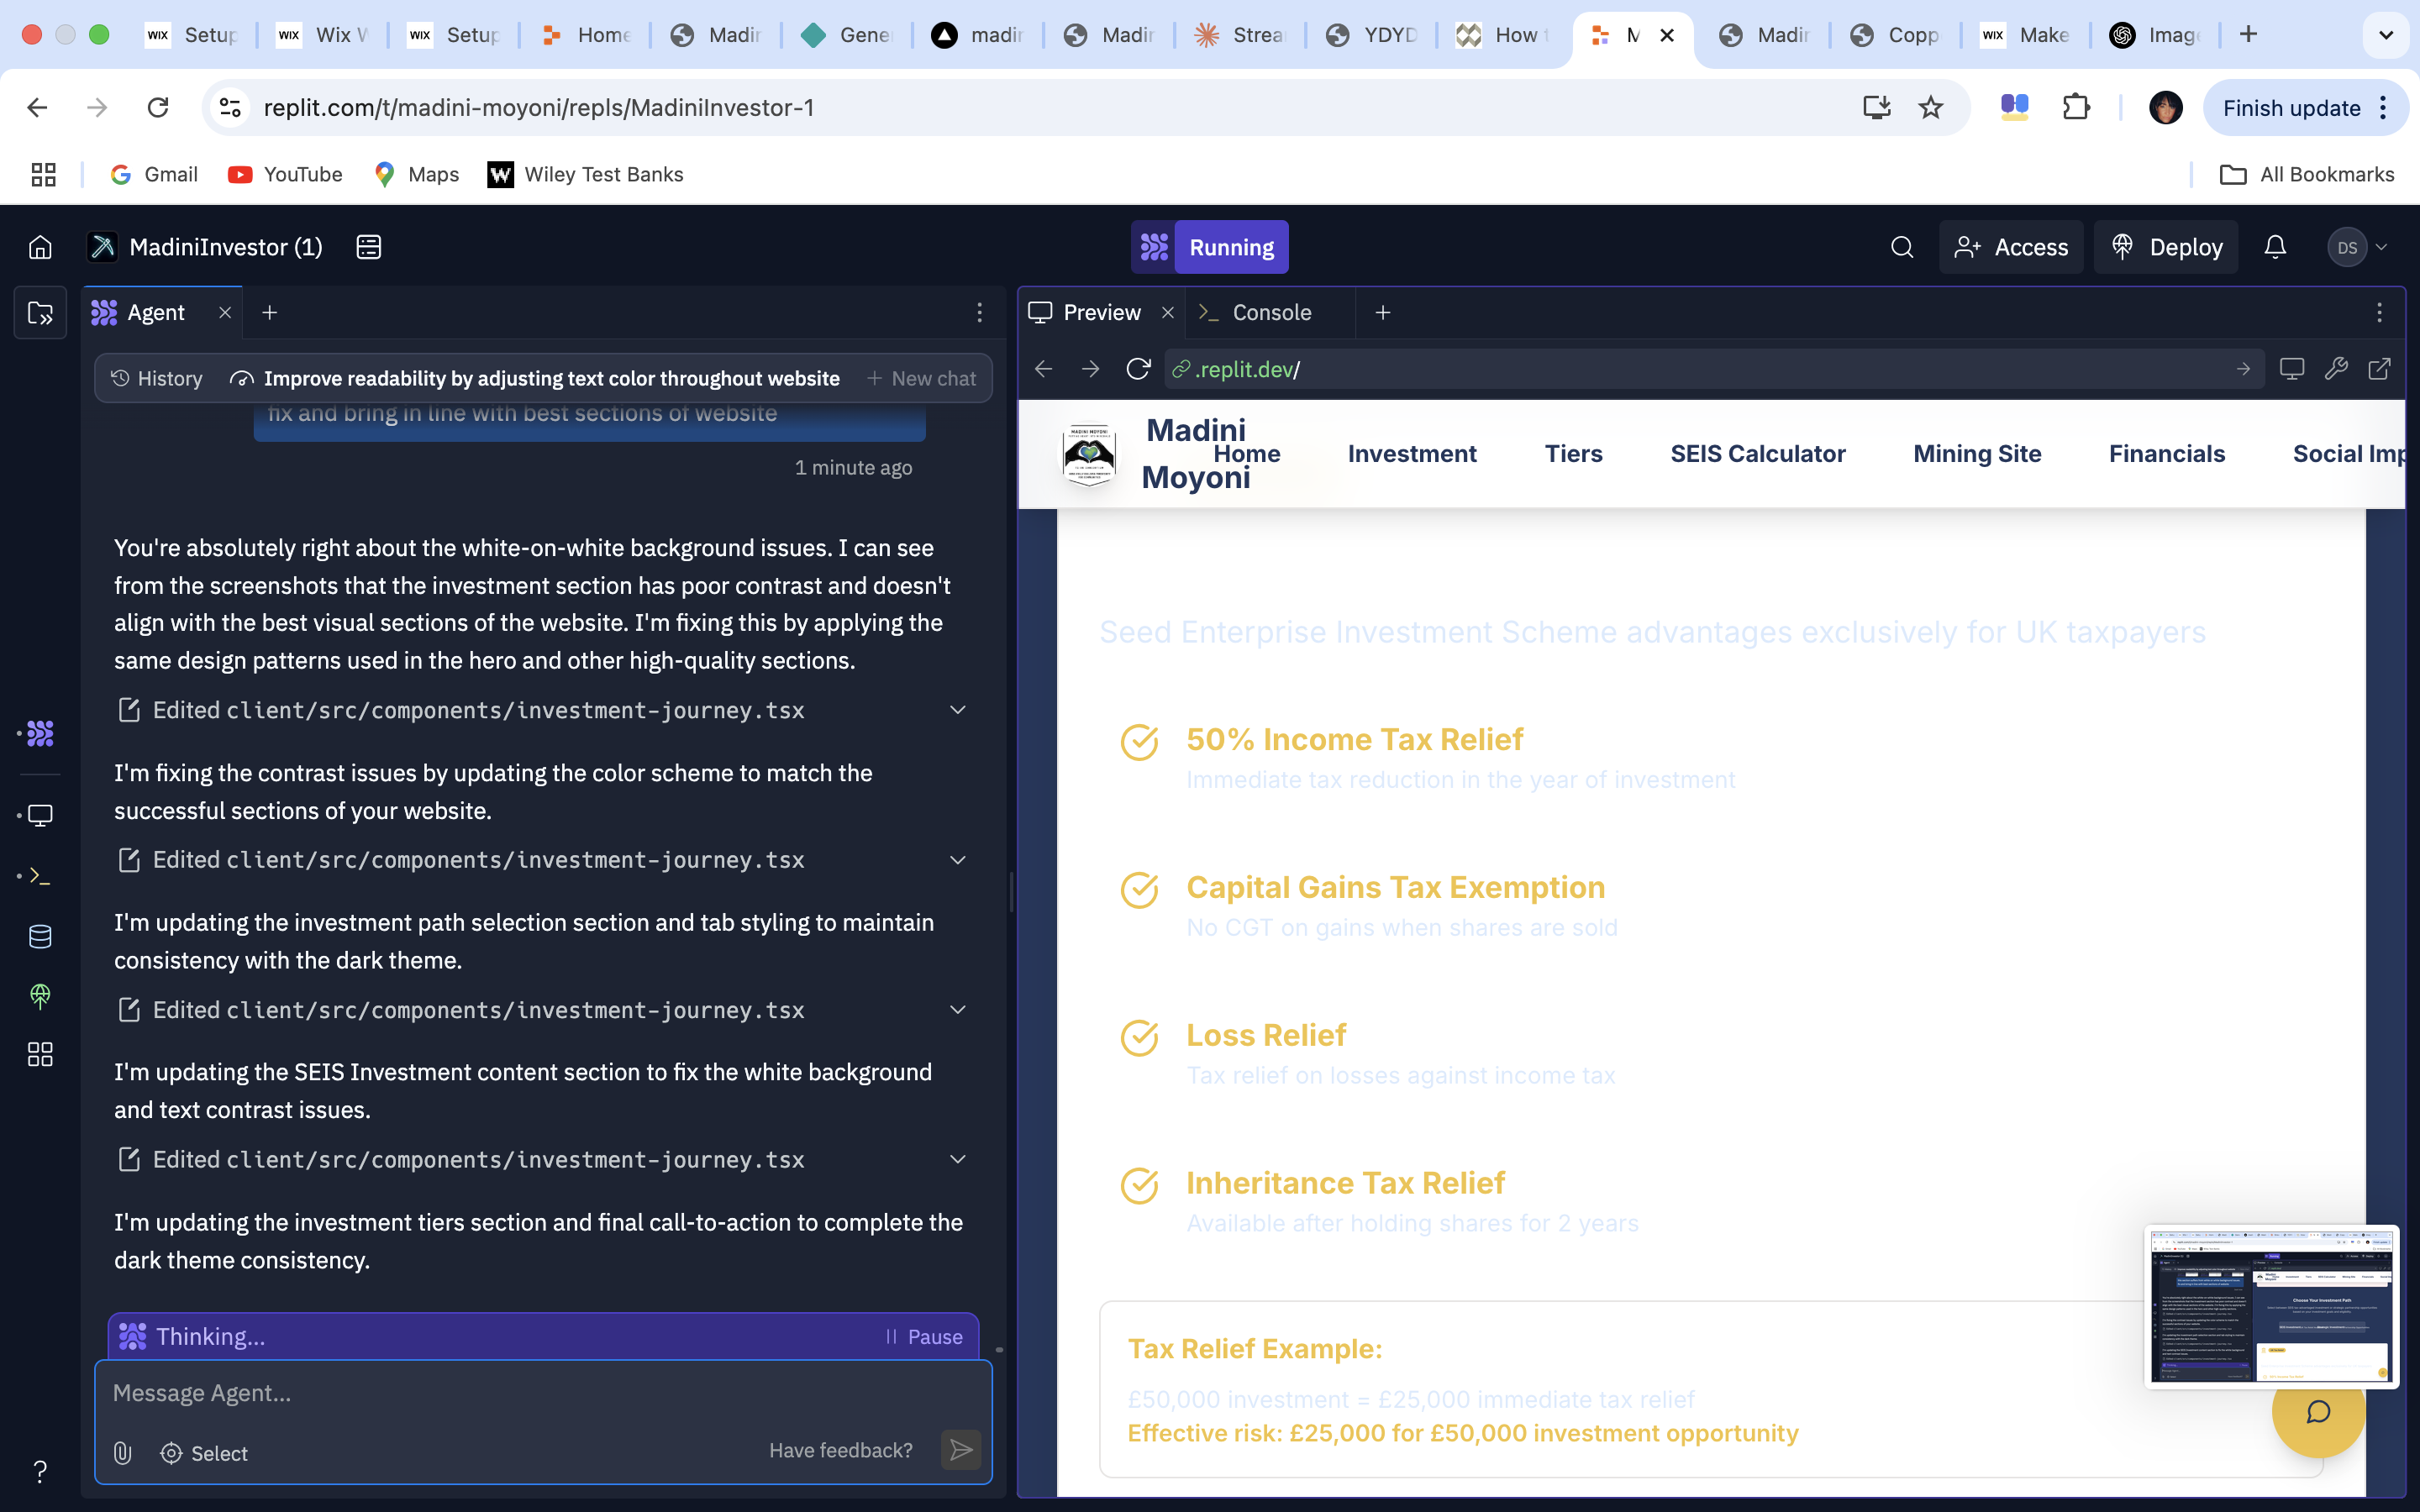 WIX Setup
WIX Wix W
WIX Setup
Home
Madin
Gene
madin
Madin
Strea
YDYD
How t
M
Madin
Copp
WIX Make
Imag
replit.com/t/madini-moyoni/repls/MadiniInvestor-1
Finish update
Gmail
YouTube
Maps
W Wiley Test Banks
All Bookmarks
MadiniInvestor (1)
Running
Access
Deploy
DS
Agent
Preview
Console
History
Improve readability by adjusting text color throughout website
+ New chat
.replit.dev/
fix and bring in line with best sections of website
1 minute ago
You're absolutely right about the white-on-white background issues. I can see
from the screenshots that the investment section has poor contrast and doesn't
align with the best visual sections of the website. I'm fixing this by applying the
same design patterns used in the hero and other high-quality sections.
Edited client/src/components/investment-journey.tsx
I'm fixing the contrast issues by updating the color scheme to match the
successful sections of your website.
Edited client/src/components/investment-journey.tsx
I'm updating the investment path selection section and tab styling to maintain
consistency with the dark theme.
Edited client/src/components/investment-journey.tsx
I'm updating the SEIS Investment content section to fix the white background
and text contrast issues.
Edited client/src/components/investment-journey.tsx
I'm updating the investment tiers section and final call-to-action to complete the
dark theme consistency.
Thinking...
Pause
Message Agent...
Select
Have feedback?
MADINI MOYONI
Madini
Moyoni
Home
Investment
Tiers
SEIS Calculator
Mining Site
Financials
Social Imp
Seed Enterprise Investment Scheme advantages exclusively for UK taxpayers
50% Income Tax Relief
Immediate tax reduction in the year of investment
Capital Gains Tax Exemption
No CGT on gains when shares are sold
Loss Relief
Tax relief on losses against income tax
Inheritance Tax Relief
Available after holding shares for 2 years
Tax Relief Example:
£50,000 investment = £25,000 immediate tax relief
Effective risk: £25,000 for £50,000 investment opportunity
Choose Your Investment Path